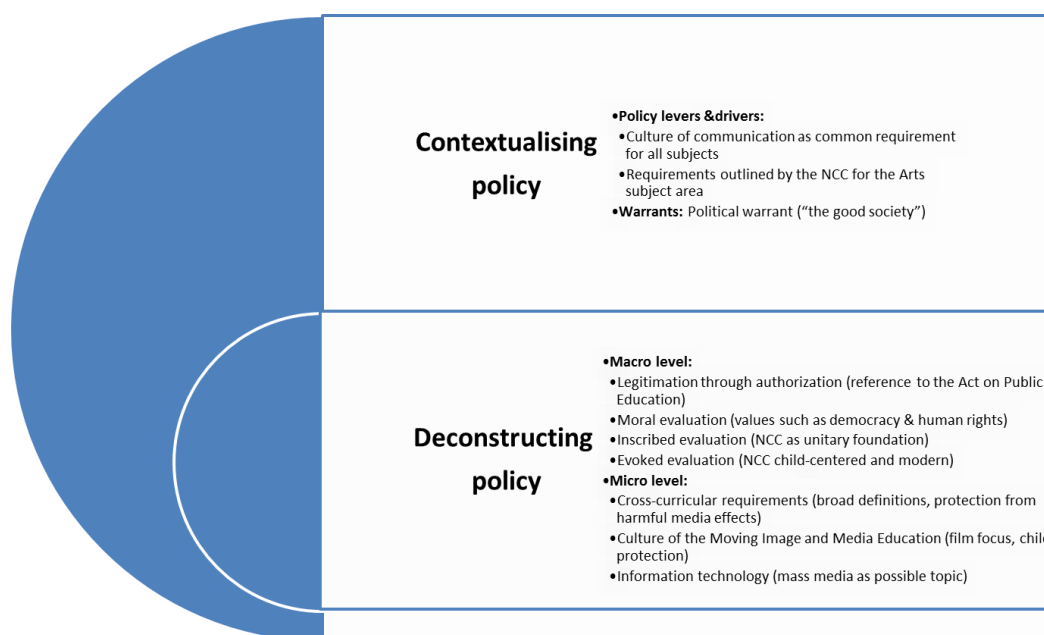 Contextualising
policy
•Policy levers &drivers:
•Culture of communication as common requirement
for all subjects
•Requirements outlined by the NCC for the Arts
subject area
•Warrants: Political warrant (“the good society”)
Deconstructing
policy
•Macro level:
•Legitimation through authorization (reference to the Act on Public
Education)
•Moral evaluation (values such as democracy & human rights)
•Inscribed evaluation (NCC as unitary foundation)
•Evoked evaluation (NCC child-centered and modern)
•Micro level:
•Cross-curricular requirements (broad definitions, protection from
harmful media effects)
•Culture of the Moving Image and Media Education (film focus,
protection)
•Information technology (mass media as possible topic)